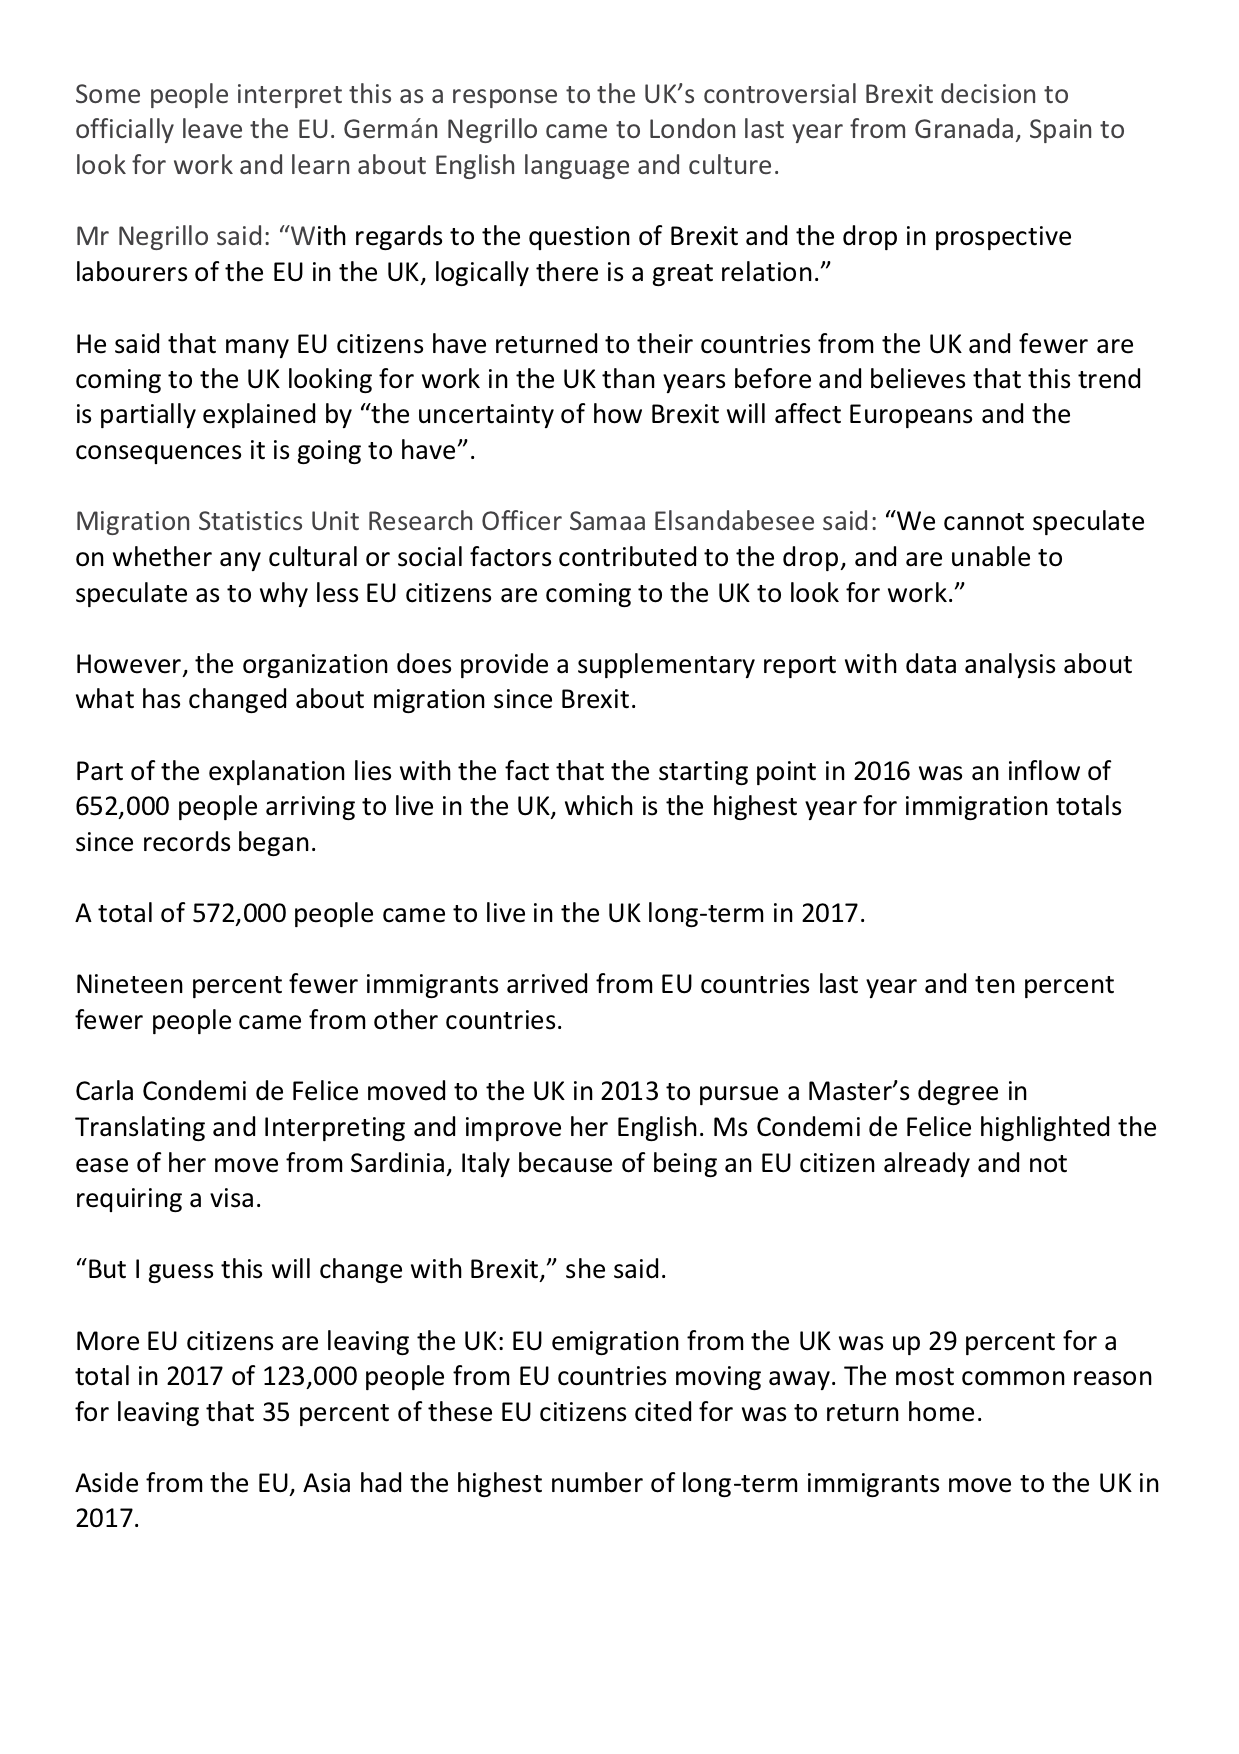 Some people interpret this as a response to the UK’s controversial Brexit decision to
officially leave the EU. Germán Negrillo came to London last year from Granada, Spain to
look for work and learn about English language and culture.
Mr Negrillo said: “With regards to the question of Brexit and the drop in prospective
labourers of the EU in the UK, logically there is a great relation.”
He said that many EU citizens have returned to their countries from the UK and fewer are
coming to the UK looking for work in the UK than years before and believes that this trend
is partially explained by “the uncertainty of how Brexit will affect Europeans and the
consequences it is going to have”.
Migration Statistics Unit Research Officer Samaa Elsandabesee said: “We cannot speculate
on whether any cultural or social factors contributed to the drop, and are unable to
speculate as to why less EU citizens are coming to the UK to look for work.”
However, the organization does provide a supplementary report with data analysis about
what has changed about migration since Brexit.
Part of the explanation lies with the fact that the starting point in 2016 was an inflow of
652,000 people arriving to live in the UK, which is the highest year for immigration totals
since records began.
A total of 572,000 people came to live in the UK long-term in 2017.
Nineteen percent fewer immigrants arrived from EU countries last year and ten percent
fewer people came from other countries.
Carla Condemi de Felice moved to the UK in 2013 to pursue a Master’s degree in
Translating and Interpreting and improve her English. Ms Condemi de Felice highlighted the
ease of her move from Sardinia, Italy because of being an EU citizen already and not
requiring a visa.
“But I guess this will change with Brexit,” she said.
More EU citizens are leaving the UK: EU emigration from the UK was up 29 percent for a
total in 2017 of 123,000 people from EU countries moving away. The most common reason
for leaving that 35 percent of these EU citizens cited for was to return home.
Aside from the EU, Asia had the highest number of long-term immigrants move to the UK in
2017.